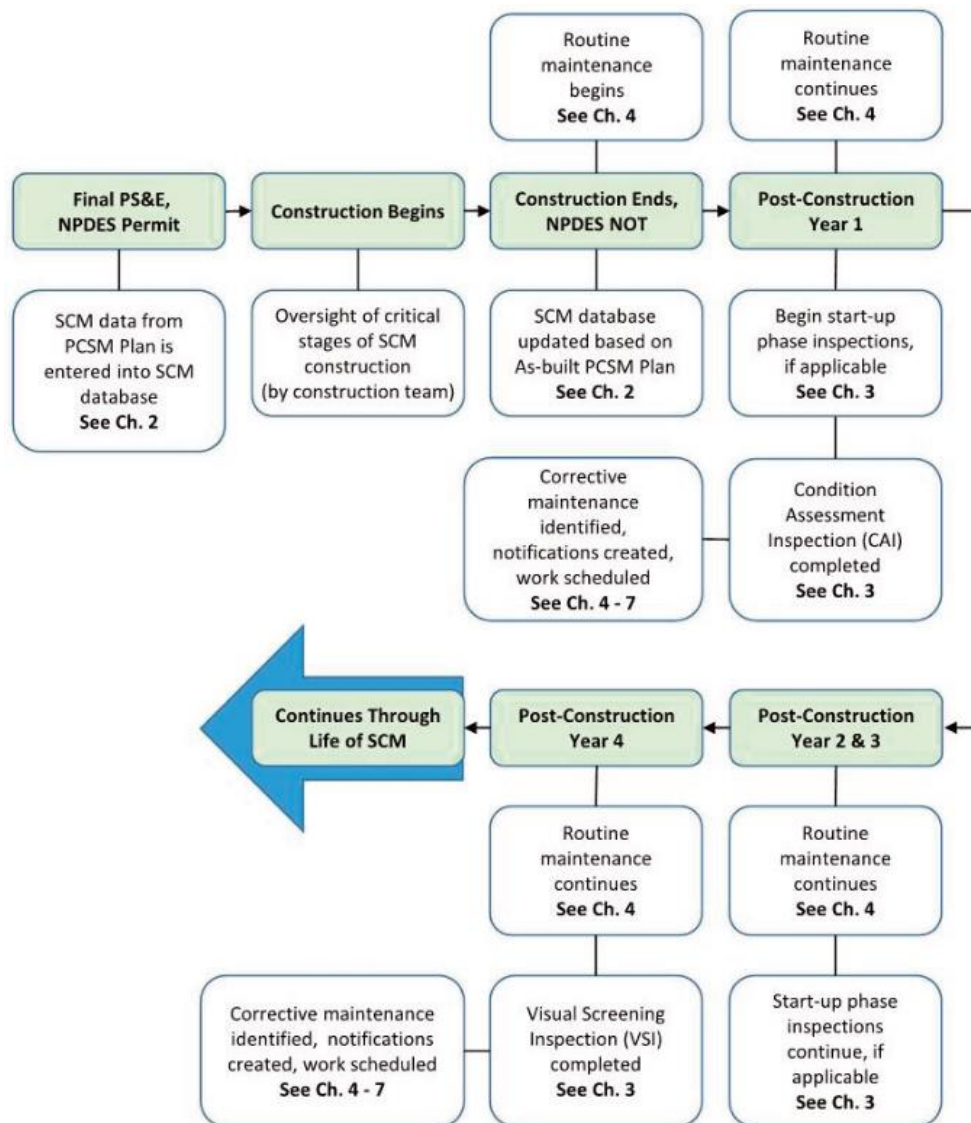 Routine
maintenance
begins
See Ch. 4
Routine
maintenance
continues
See Ch. 4
Final PS&E,
NPDES Permit
Construction Begins
Construction Ends,
NPDES NOT
Post-Construction
Year 1
SCM data from
PCSM Plan is
entered into SCM
database
See Ch. 2
Oversight of critical
stages of SCM
construction
(by construction team)
SCM database
updated based on
As-built PCSM Plan
See Ch. 2
Begin start-up
phase inspections,
if applicable
See Ch. 3
Corrective
maintenance
identified,
notifications created,
work scheduled
See Ch. 4 - 7
Condition
Assessment
Inspection (CAI)
completed
See Ch. 3
Continues Through
Life of SCM
Post-Construction
Year 4
Post-Construction
Year 2 & 3
Routine
maintenance
continues
See Ch. 4
Routine
maintenance
continues
See Ch. 4
Corrective maintenance
identified, notifications
created, work scheduled
See Ch. 4 - 7
Visual Screening
Inspection (VSI)
completed
See Ch. 3
Start-up phase
inspections
continue, if
applicable
See Ch. 3